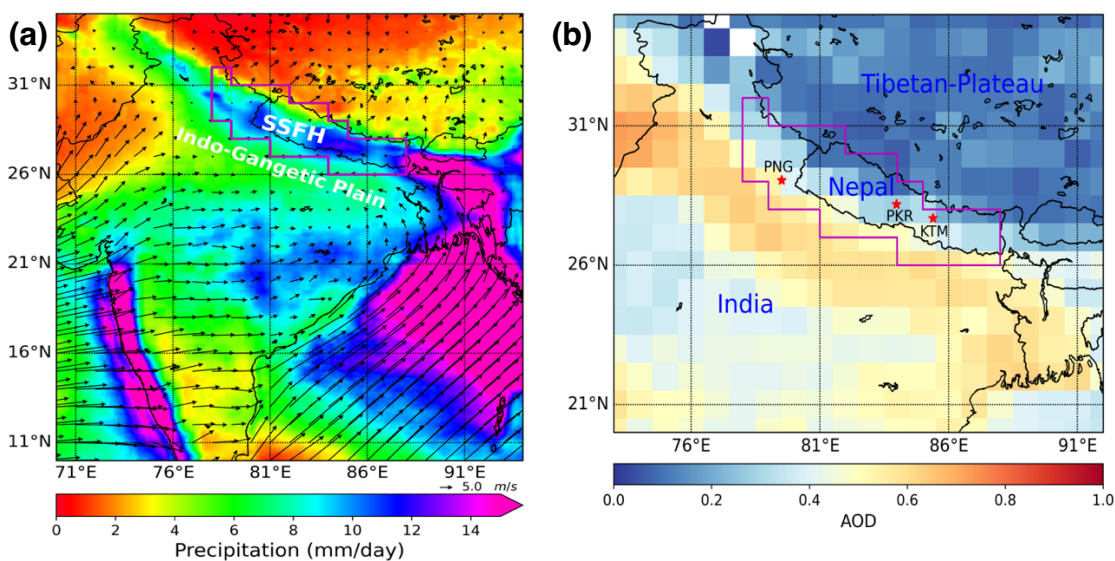 (a)
31°N
26°N
21°N
16°N
11°N
71°E 76°E 81°E 86°E 91°E
SSFH
Indo-Gangetic Plain
5.0 m/s
0 2 4 6 8 10 12 14
Precipitation (mm/day)
(b)
Tibetan-Plateau
31°N
PNG
Nepal
PKR
KTM
26°N
India
21°N
76°E 81°E 86°E 91°E
0.0 0.2 0.4 0.6 0.8 1.0
AOD